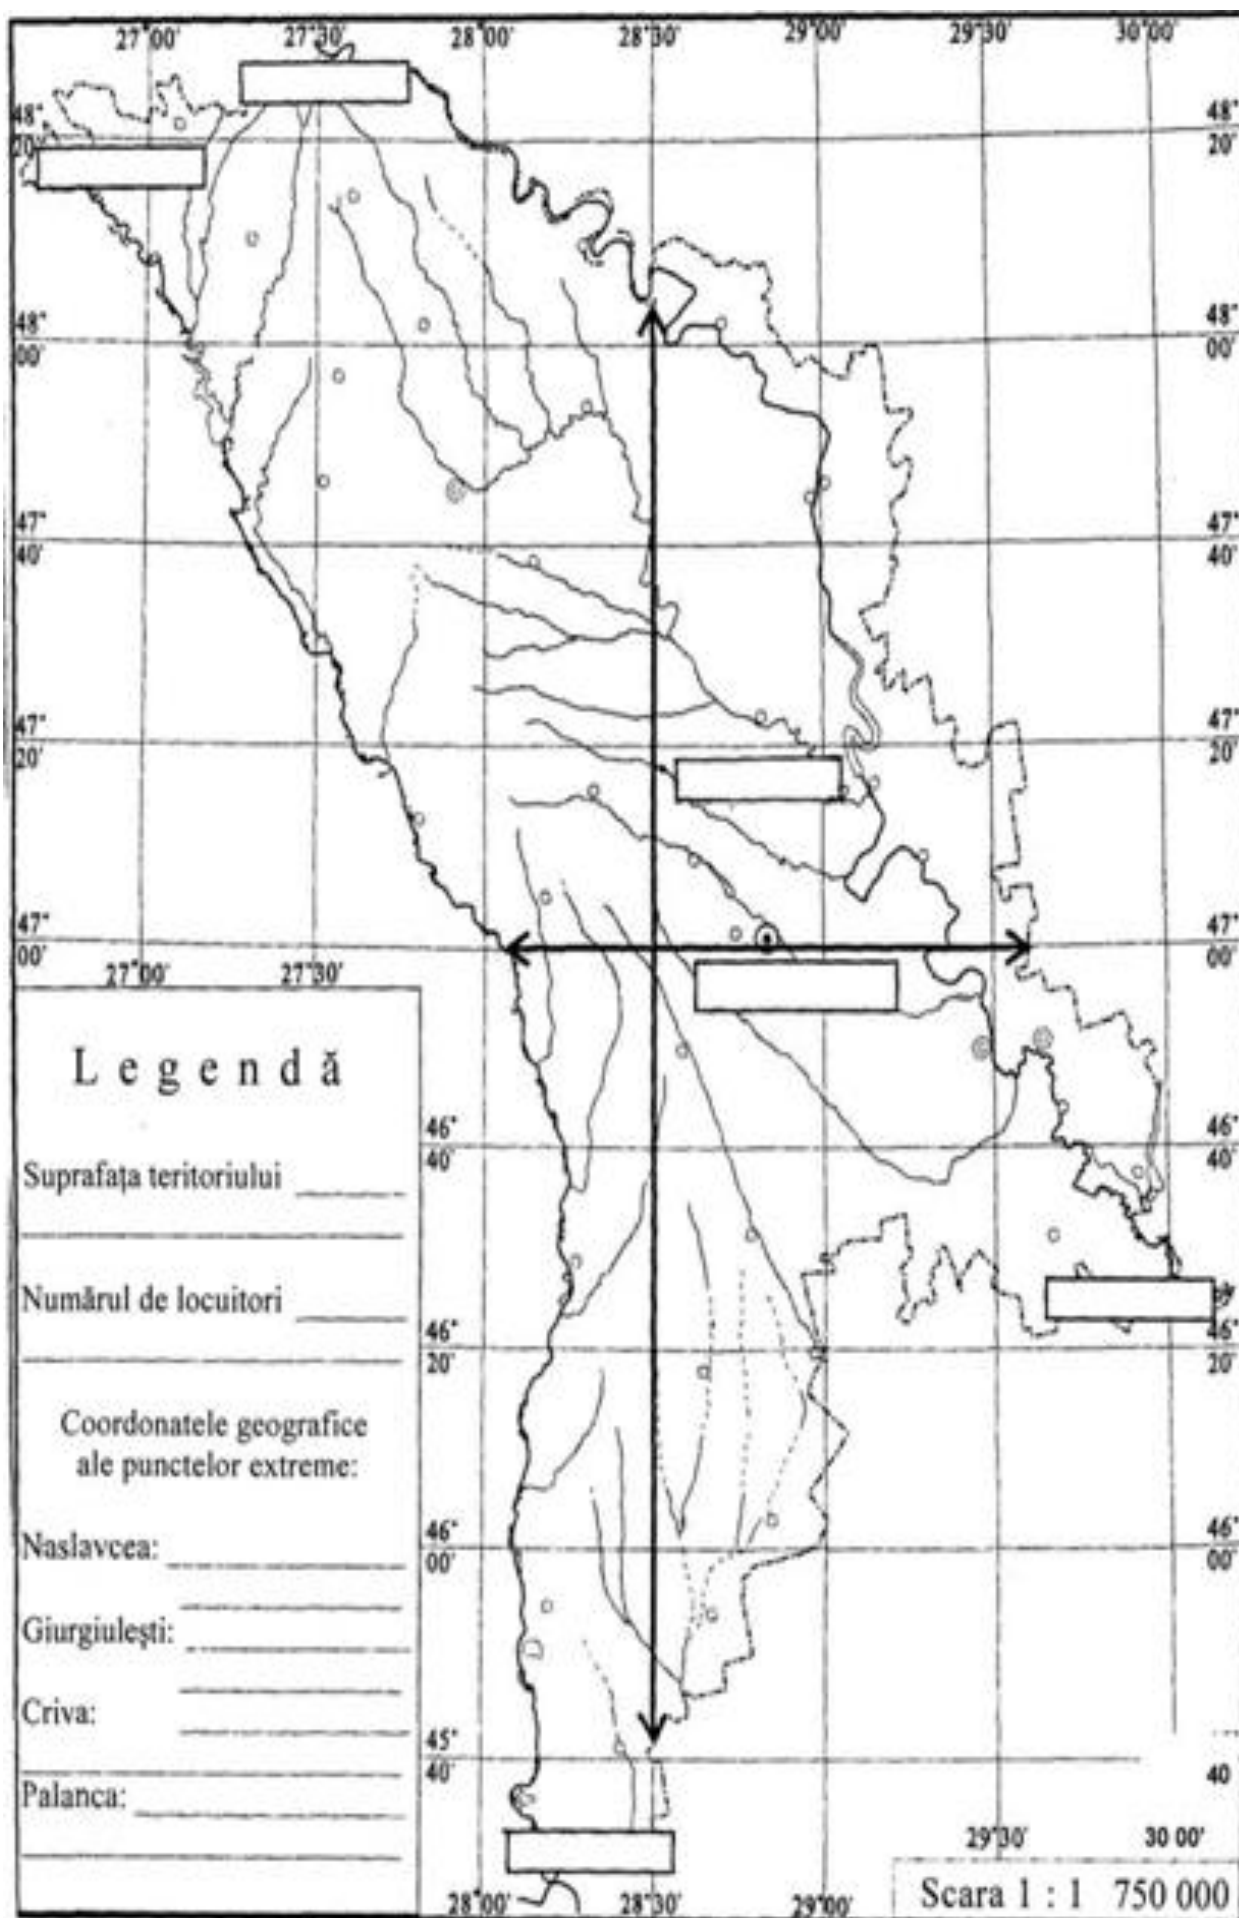 27°00' 27°30' 28°00' 28°30' 29°00' 29°30' 30°00'
48° 20' 48° 20'
48° 00' 48° 00'
47° 40' 47° 40'
47° 20' 47° 20'
47° 00' 00'
27°00' 27°30'
Legendă
Suprafața teritoriului
Numărul de locuitori
Coordonatele geografice
ale punctelor extreme:
Naslavcea:
Giurgiulești:
Criva:
Palanca:
46° 40' 46° 40'
46° 20' 46° 20'
46° 00' 46° 00'
45° 40' 40
29°30' 30 00'
28°00' 28°30' 29°00'
Scara 1 : 1 750 000